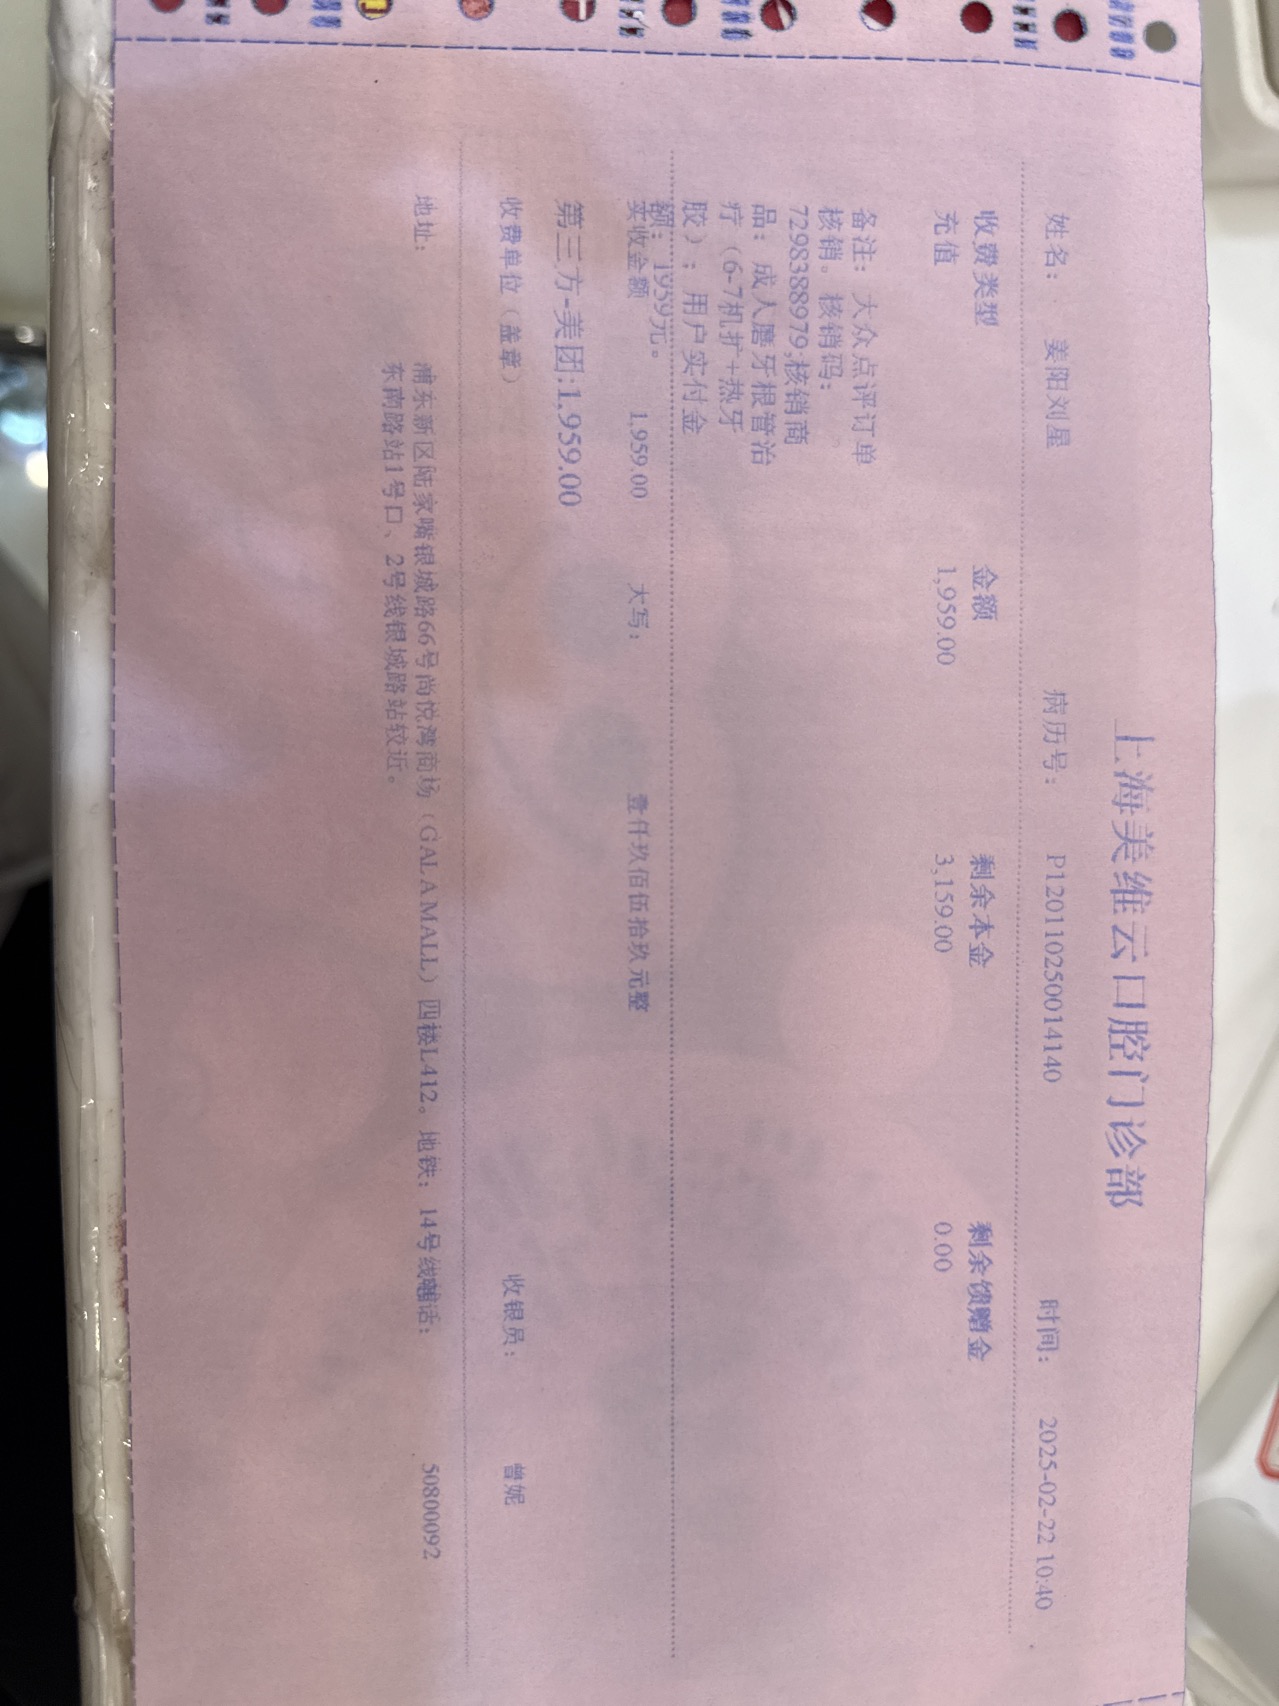 上海美维云口腔门诊部
姓名： 姜阳刘星 病历号： P120110250014140 时间： 2025-02-22 10:40
收费类型 金额 剩余本金 剩余馈赠金
充值 1,959.00 3,159.00 0.00
备注：大众点评订单
核销。核销码：
7298388979;核销商
品：成人磨牙根管治
疗（6-7机扩+热牙
胶）；用户实付金
额：1959元。
实收金额 1,959.00 大写： 壹仟玖佰伍拾玖元整
第三方-美团:1,959.00
收费单位（盖章） 收银员： 曾妮
地址： 浦东新区陆家嘴银城路66号尚悦湾商场（GALAMALL）四楼L412。地铁：14号线 电话： 50800092
东南路站1号口、2号线银城路站较近。